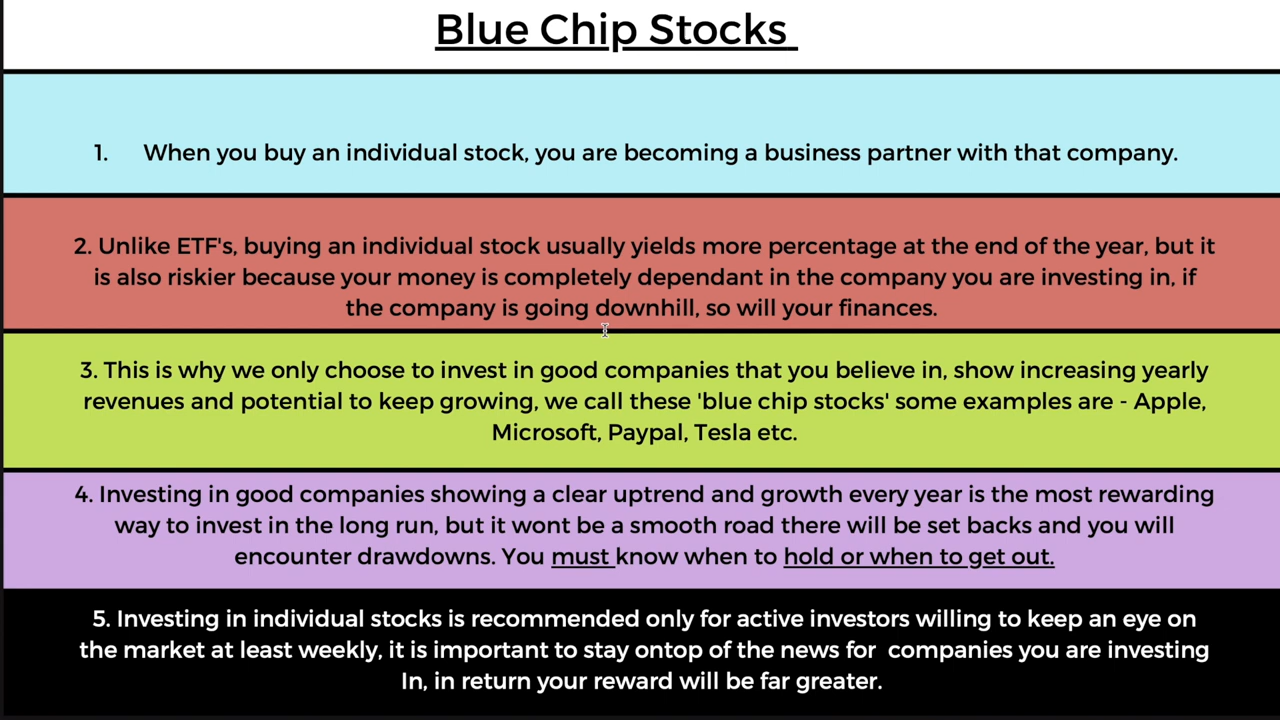 Blue Chip Stocks
1. When you buy an individual stock, you are becoming a business partner with that company.
2. Unlike ETF's, buying an individual stock usually yields more percentage at the end of the year, but it
is also riskier because your money is completely dependant in the company you are investing in, if
the company is going downhill, so will your finances.
3. This is why we only choose to invest in good companies that you believe in, show increasing yearly
revenues and potential to keep growing, we call these 'blue chip stocks' some examples are - Apple,
Microsoft, Paypal, Tesla etc.
4. Investing in good companies showing a clear uptrend and growth every year is the most rewarding
way to invest in the long run, but it wont be a smooth road there will be set backs and you will
encounter drawdowns. You must know when to hold or when to get out.
5. Investing in individual stocks is recommended only for active investors willing to keep an eye on
the market at least weekly, it is important to stay ontop of the news for companies you are investing
In, in return your reward will be far greater.